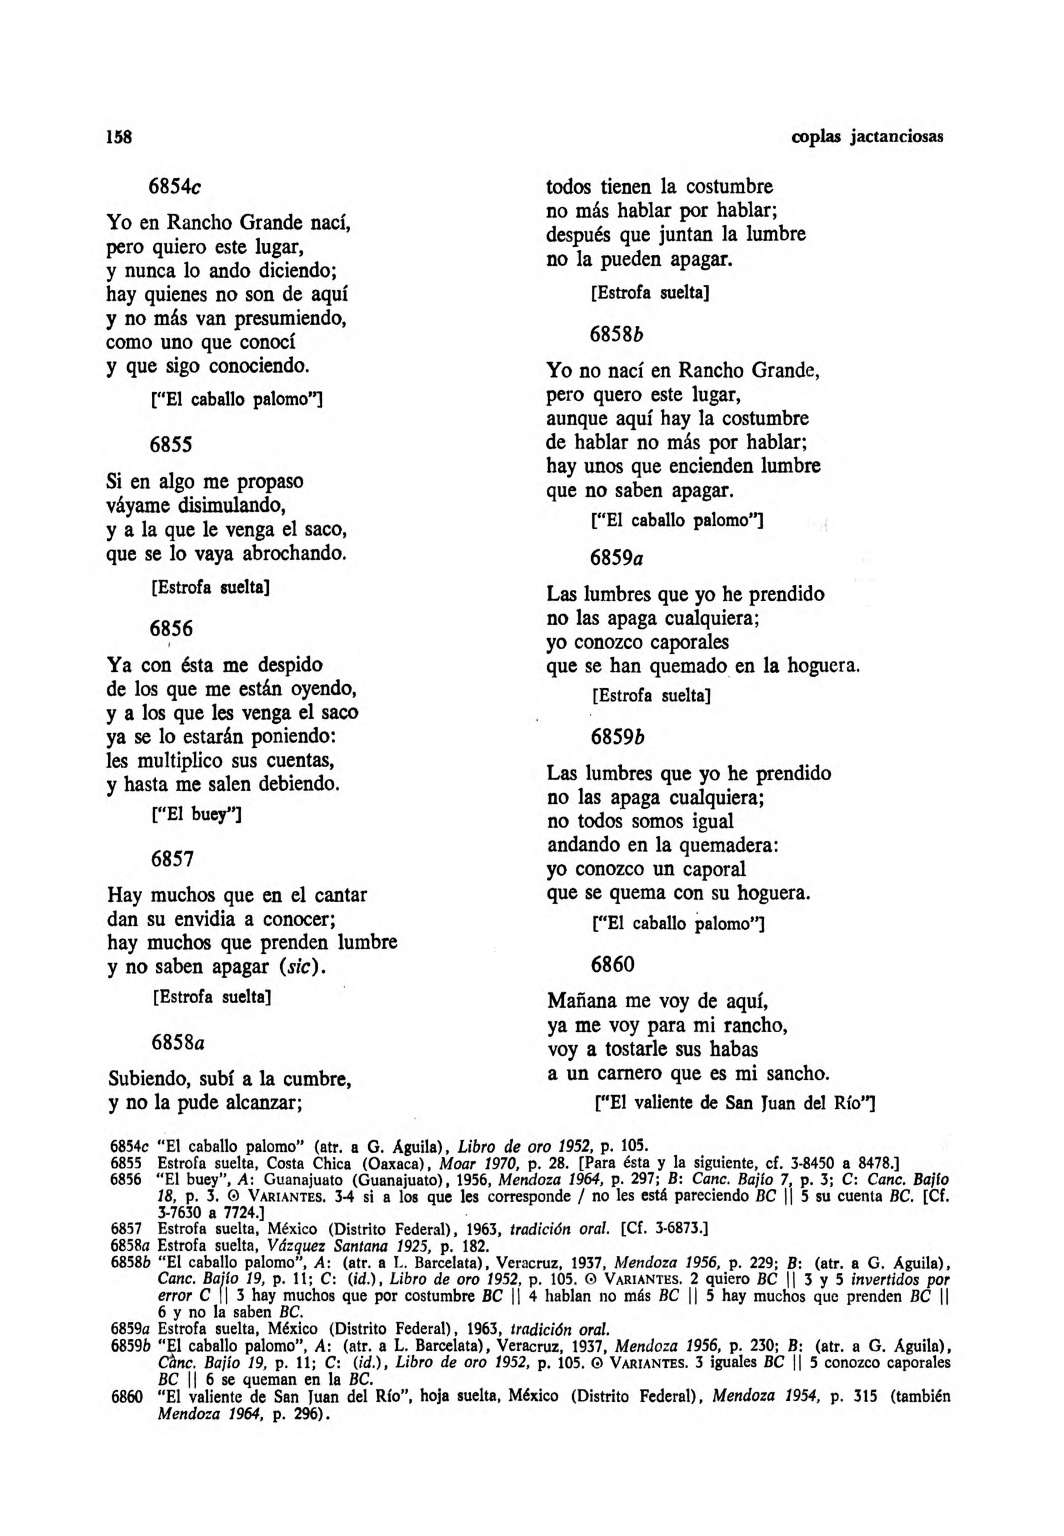 158
coplas jactanciosas
6854c
Yo en Rancho Grande nací,
pero quiero este lugar,
y nunca lo ando diciendo;
hay quienes no son de aquí
y no más van presumiendo,
como uno que conocí
y que sigo conociendo.
["El caballo palomo"]
6855
Si en algo me propaso
váyame disimulando,
y a la que le venga el saco,
que se lo vaya abrochando.
[Estrofa suelta]
6856
Ya con ésta me despido
de los que me están oyendo,
y a los que les venga el saco
ya se lo estarán poniendo:
les multiplico sus cuentas,
y hasta me salen debiendo.
["El buey"]
6857
Hay muchos que en el cantar
dan su envidia a conocer;
hay muchos que prenden lumbre
y no saben apagar (sic).
[Estrofa suelta]
6858a
Subiendo, subí a la cumbre,
y no la pude alcanzar;
todos tienen la costumbre
no más hablar por hablar;
después que juntan la lumbre
no la pueden apagar.
[Estrofa suelta]
6858b
Yo no nací en Rancho Grande,
pero quero este lugar,
aunque aquí hay la costumbre
de hablar no más por hablar;
hay unos que encienden lumbre
que no saben apagar.
["El caballo palomo"]
6859a
Las lumbres que yo he prendido
no las apaga cualquiera;
yo conozco caporales
que se han quemado en la hoguera.
[Estrofa suelta]
6859b
Las lumbres que yo he prendido
no las apaga cualquiera;
no todos somos igual
andando en la quemadera:
yo conozco un caporal
que se quema con su hoguera.
["El caballo palomo"]
6860
Mañana me voy de aquí,
ya me voy para mi rancho,
voy a tostarle sus habas
a un carnero que es mi sancho.
["El valiente de San Juan del Río"]
6854c "El caballo palomo" (atr. a G. Águila), Libro de oro 1952, p. 105.
6855 Estrofa suelta, Costa Chica (Oaxaca), Moar 1970, p. 28. [Para ésta y la siguiente, cf. 3-8450 a 8478.]
6856 "El buey", A: Guanajuato (Guanajuato), 1956, Mendoza 1964, p. 297; B: Canc. Bajío 7, p. 3; C: Canc. Bajío
18, p. 3. ⊙ VARIANTES. 3-4 si a los que les corresponde / no les está pareciendo BC || 5 su cuenta BC. [Cf.
3-7630 a 7724.]
6857 Estrofa suelta, México (Distrito Federal), 1963, tradición oral. [Cf. 3-6873.]
6858a Estrofa suelta, Vázquez Santana 1925, p. 182.
6858b "El caballo palomo", A: (atr. a L. Barcelata), Veracruz, 1937, Mendoza 1956, p. 229; B: (atr. a G. Águila),
Canc. Bajío 19, p. 11; C: (id.), Libro de oro 1952, p. 105. ⊙ VARIANTES. 2 quiero BC || 3 y 5 invertidos por
error C || 3 hay muchos que por costumbre BC || 4 hablan no más BC || 5 hay muchos que prenden BC ||
6 y no la saben BC.
6859a Estrofa suelta, México (Distrito Federal), 1963, tradición oral.
6859b "El caballo palomo", A: (atr. a L. Barcelata), Veracruz, 1937, Mendoza 1956, p. 230; B: (atr. a G. Águila),
Canc. Bajío 19, p. 11; C: (id.), Libro de oro 1952, p. 105. ⊙ VARIANTES. 3 iguales BC || 5 conozco caporales
BC || 6 se queman en la BC.
6860 "El valiente de San Juan del Río", hoja suelta, México (Distrito Federal), Mendoza 1954, p. 315 (también
Mendoza 1964, p. 296).